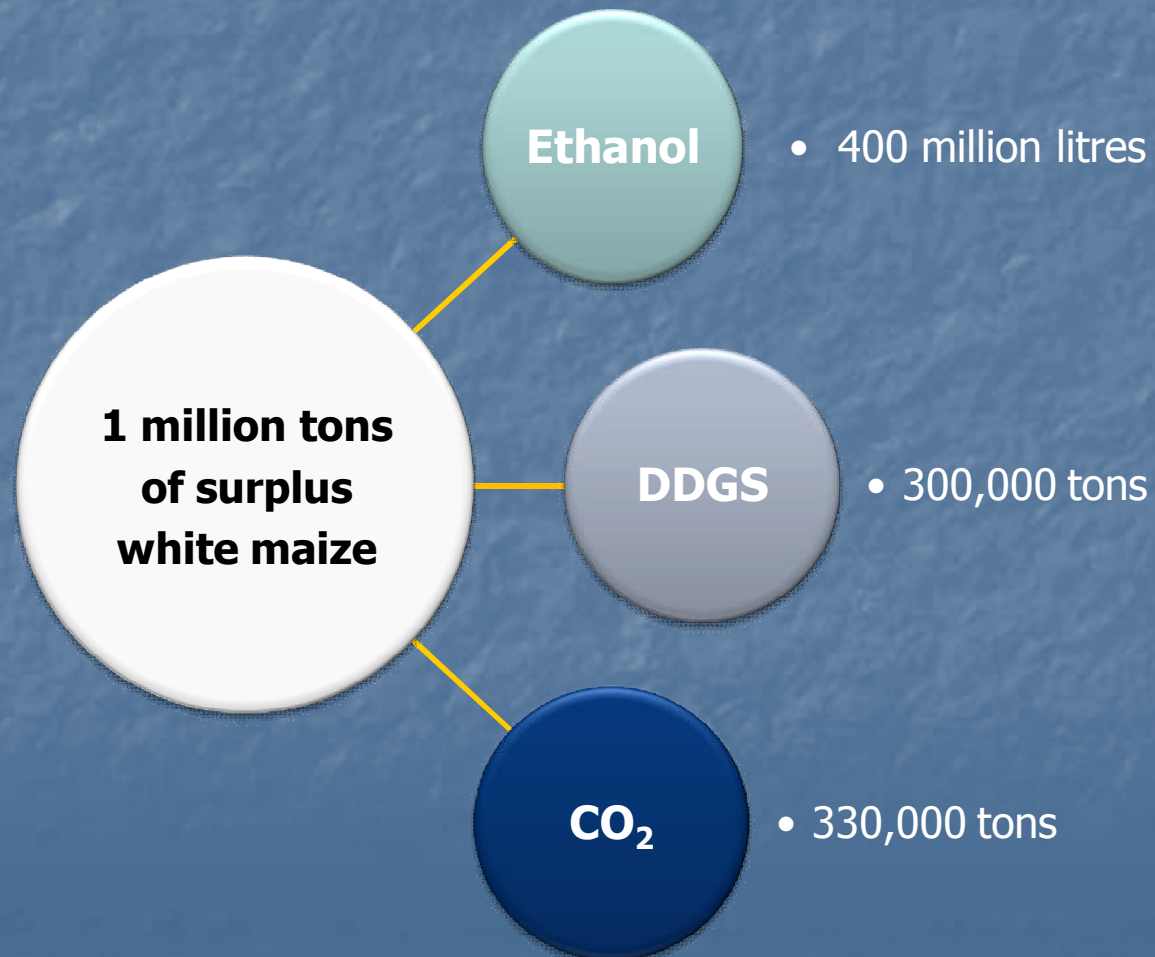 Ethanol
• 400 million litres
1 million tons
of surplus
white maize
DDGS
• 300,000 tons
CO₂
• 330,000 tons